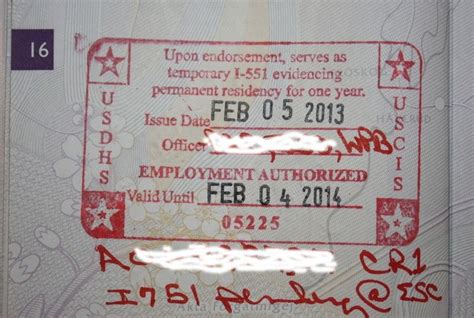 16
Upon endorsement, serves as
temporary I-551 evidencing
permanent residency for one year.
Issue Date FEB 05 2013
Officer
EMPLOYMENT AUTHORIZED
Valid Until FEB 04 2014
05225
USDHS
USCIS
A CR1
I751 pending @ ESC